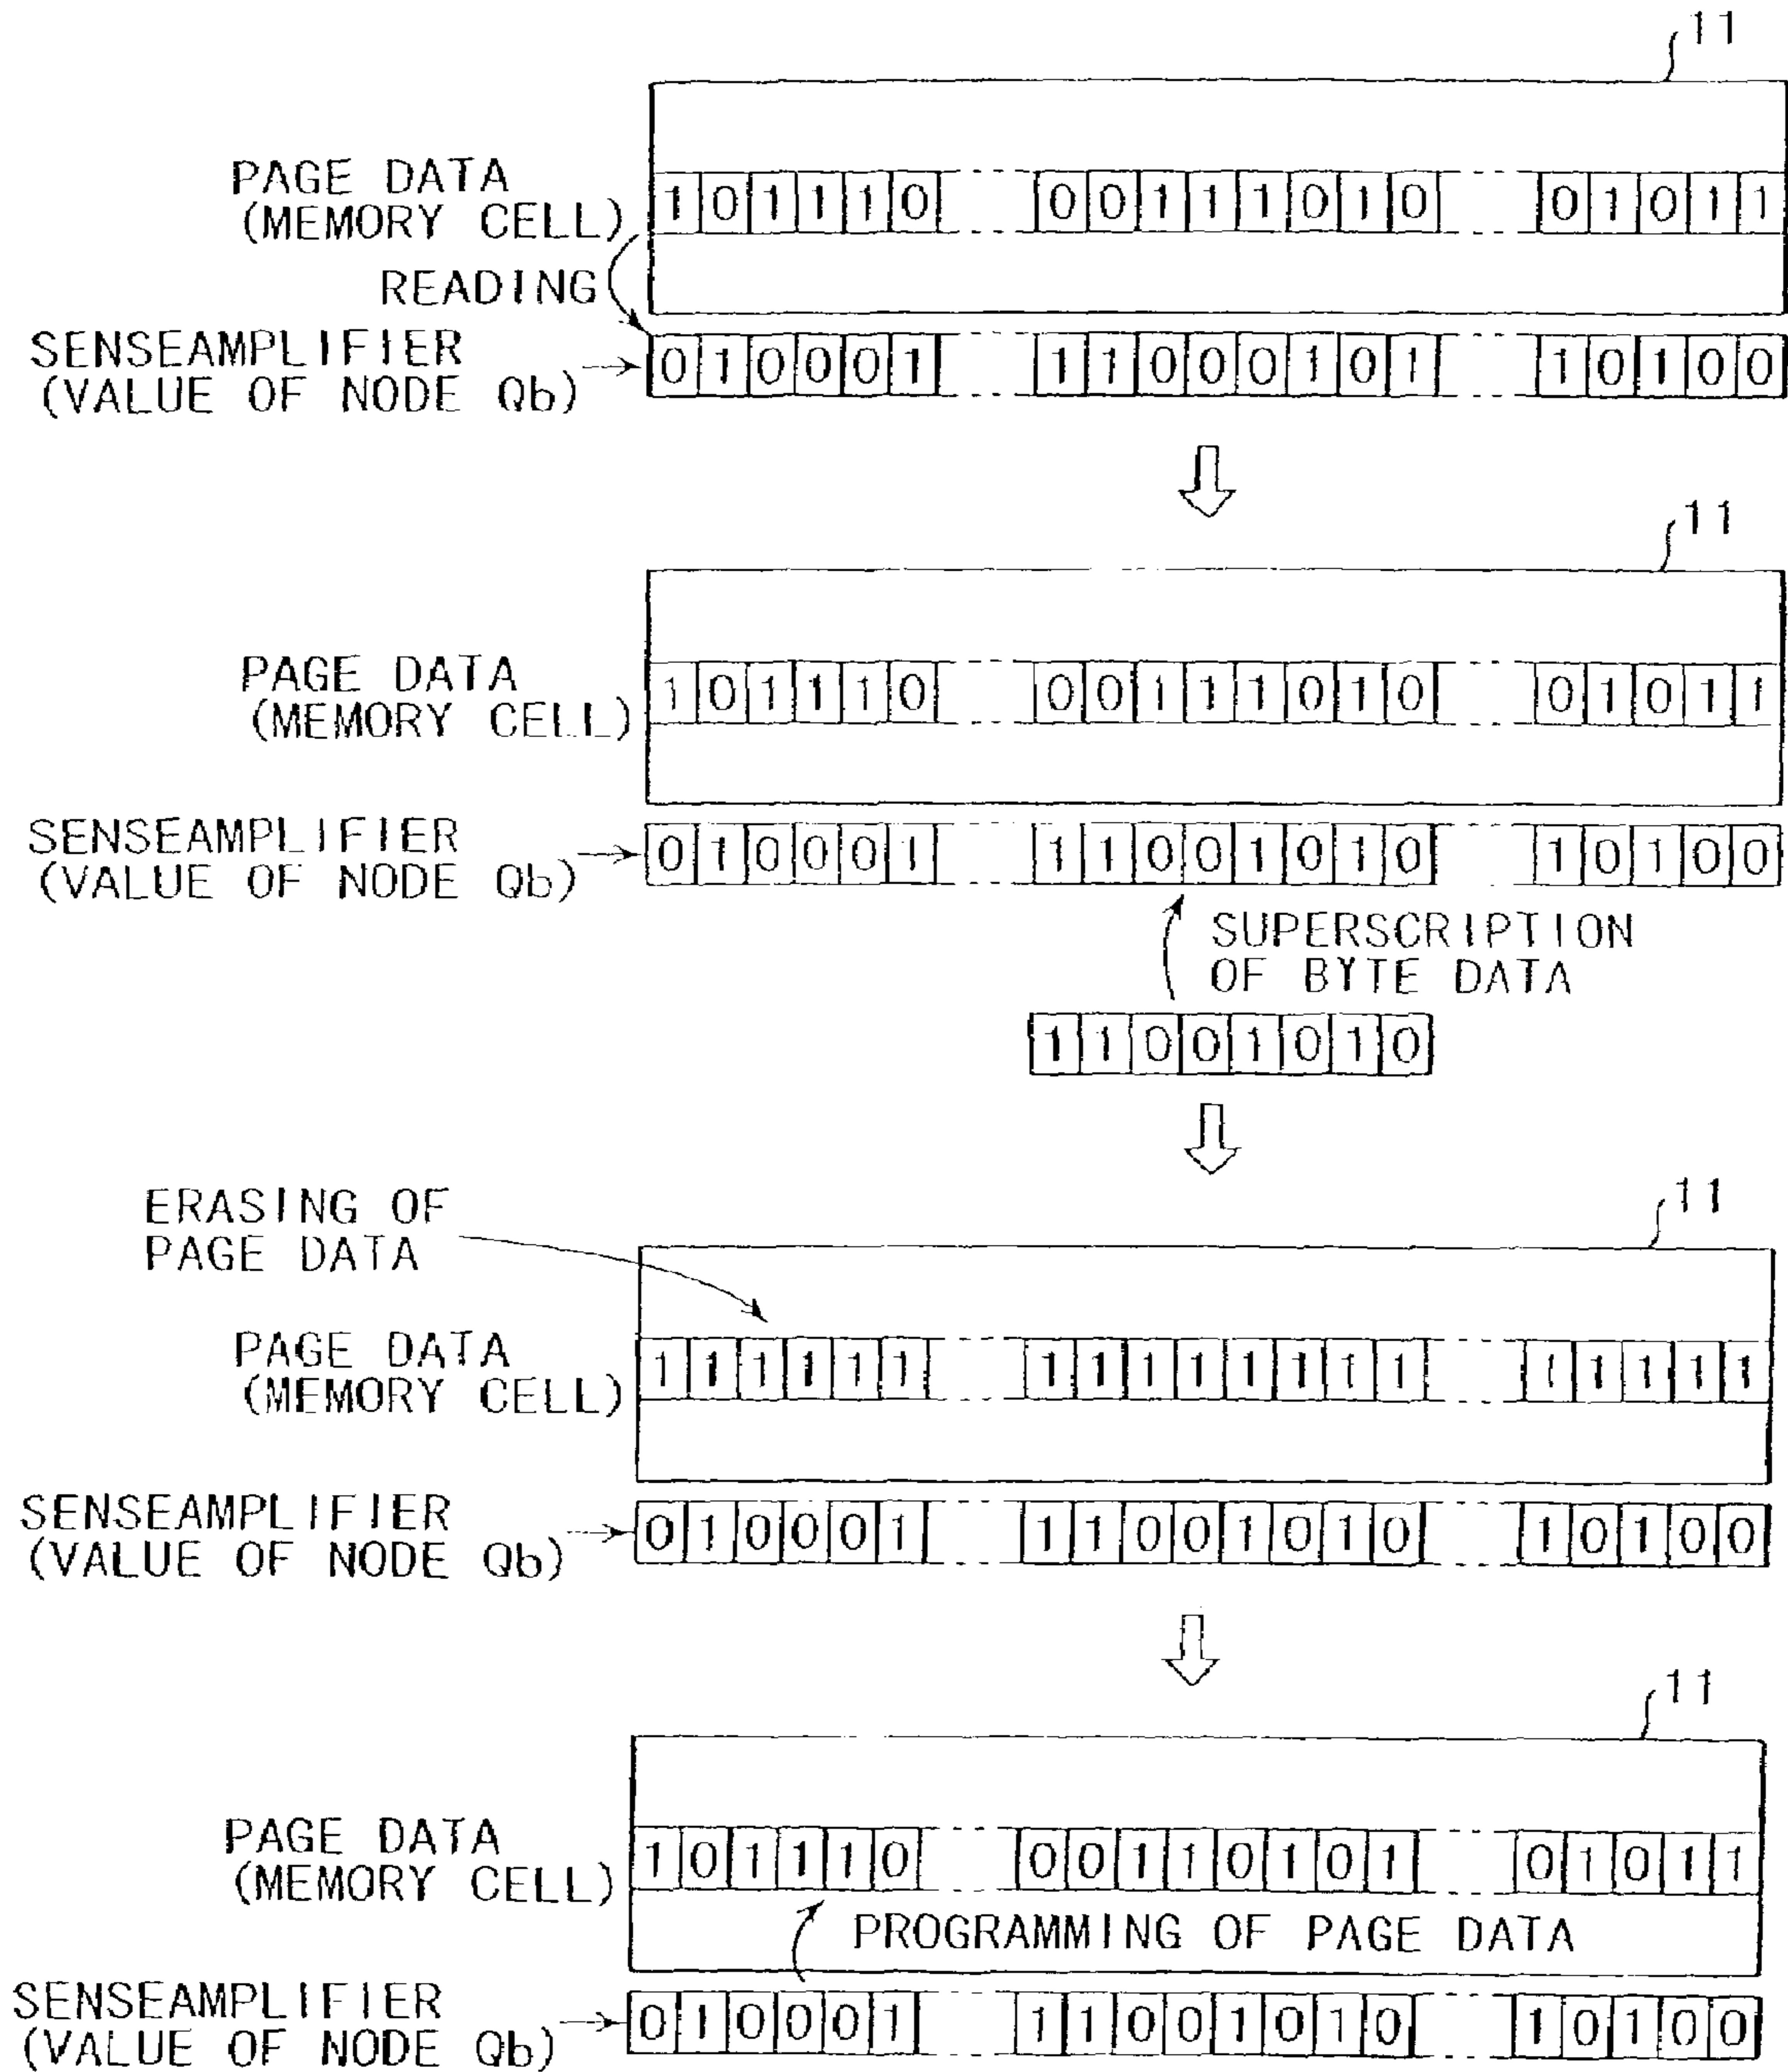 11
PAGE DATA
(MEMORY CELL)
1 0 1 1 1 0 0 0 1 1 1 0 1 0 0 1 0 1 1
READING
SENSEAMPLIFIER
(VALUE OF NODE Qb)
0 1 0 0 0 1 1 1 0 0 0 1 0 1 1 0 1 0 0
11
PAGE DATA
(MEMORY CELL)
1 0 1 1 1 0 0 0 1 1 1 0 1 0 0 1 0 1 1
SENSEAMPLIFIER
(VALUE OF NODE Qb)
0 1 0 0 0 1 1 1 0 0 1 0 1 0 1 0 1 0 0
SUPERSCRIPTION
OF BYTE DATA
1 1 0 0 1 0 1 0
ERASING OF
PAGE DATA
11
PAGE DATA
(MEMORY CELL)
1 1 1 1 1 1 1 1 1 1 1 1 1 1 1 1 1 1 1
SENSEAMPLIFIER
(VALUE OF NODE Qb)
0 1 0 0 0 1 1 1 0 0 1 0 1 0 1 0 1 0 0
11
PAGE DATA
(MEMORY CELL)
1 0 1 1 1 0 0 0 1 1 0 1 0 1 0 1 0 1 1
PROGRAMMING OF PAGE DATA
SENSEAMPLIFIER
(VALUE OF NODE Qb)
0 1 0 0 0 1 1 1 0 0 1 0 1 0 1 0 1 0 0